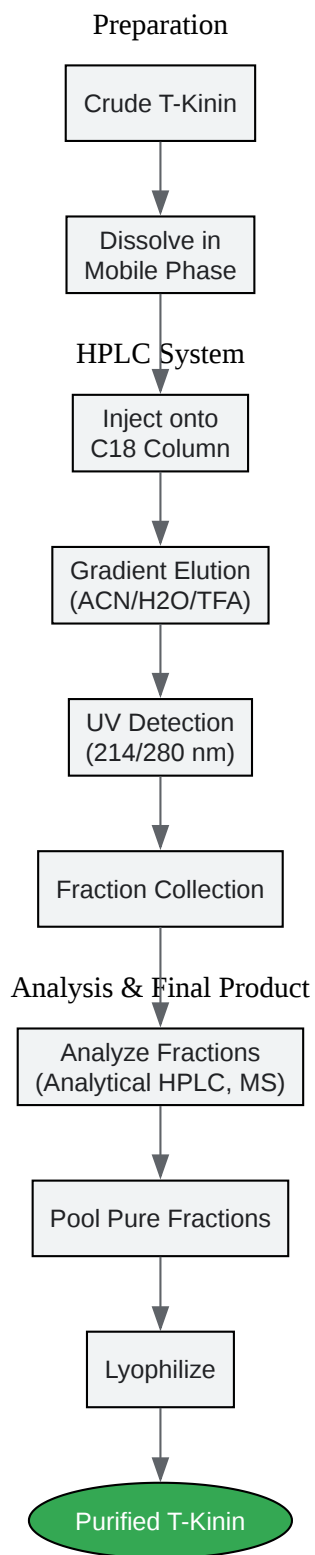 Preparation
Crude T-Kinin
Dissolve in
Mobile Phase
HPLC System
Inject onto
C18 Column
Gradient Elution
(ACN/H2O/TFA)
UV Detection
(214/280 nm)
Fraction Collection
Analysis & Final Product
Analyze Fractions
(Analytical HPLC, MS)
Pool Pure Fractions
Lyophilize
Purified T-Kinin